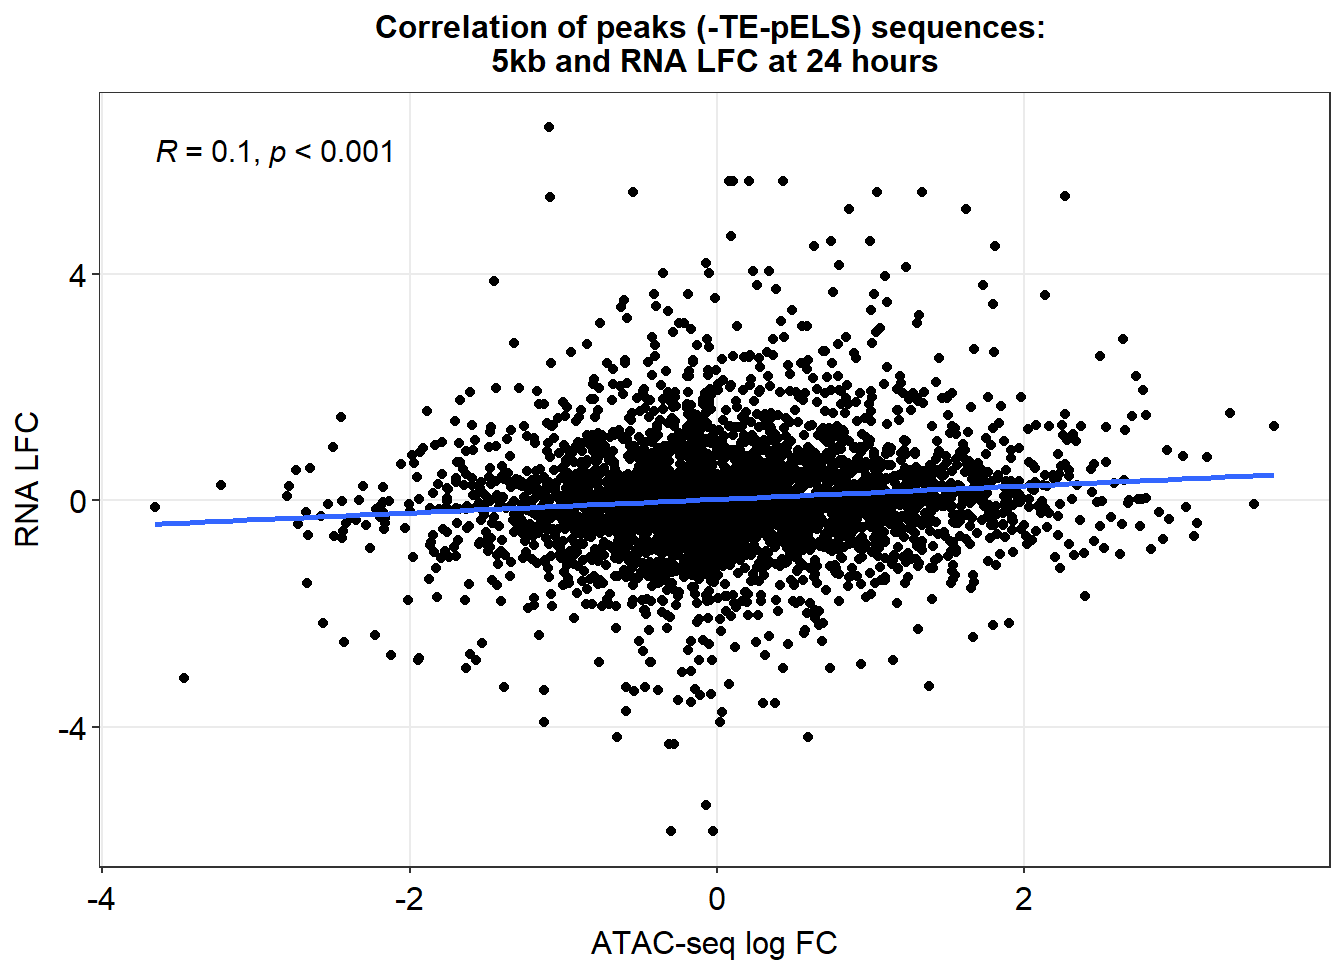 Correlation of peaks (-TE-pELS) sequences:
5kb and RNA LFC at 24 hours
R = 0.1, p < 0.001
4
0
-4
RNA LFC
-4
-2
0
2
ATAC-seq log FC